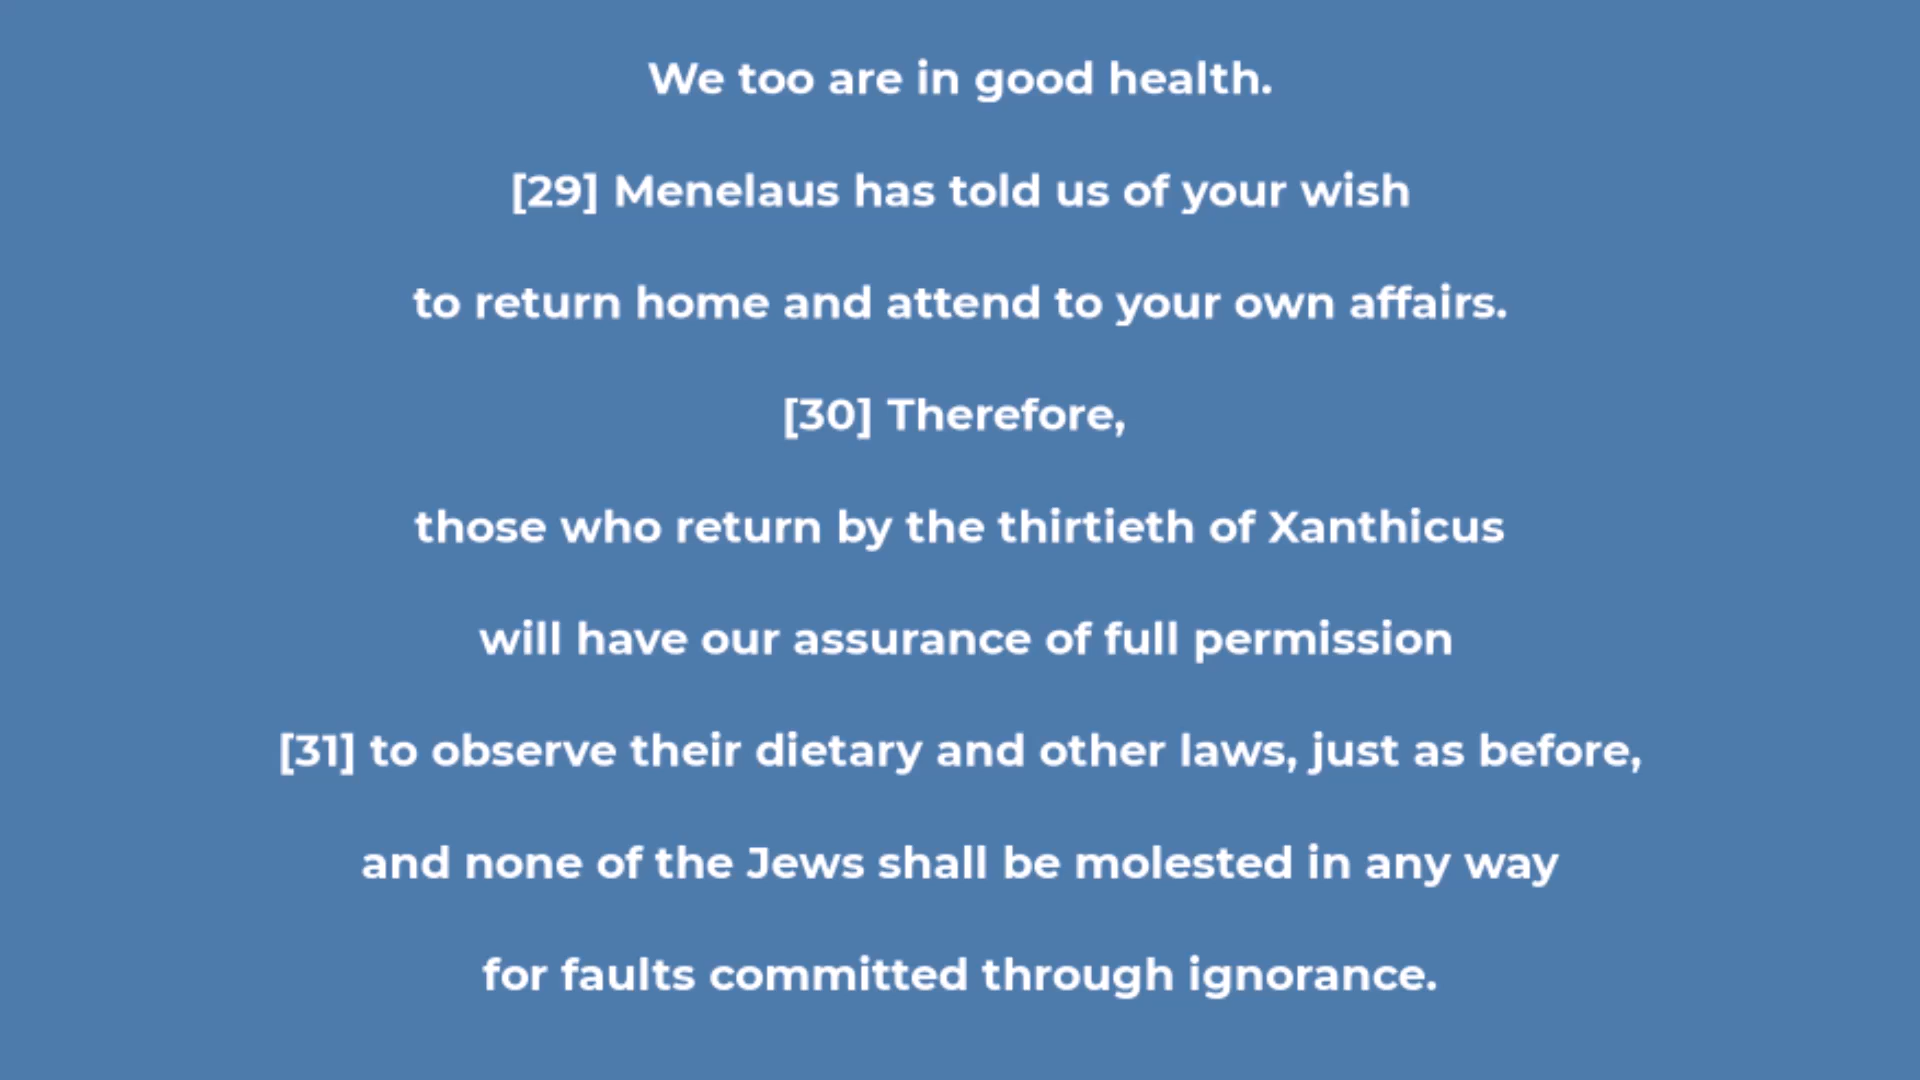 We too are in good health.
[29] Menelaus has told us of your wish
to return home and attend to your own affairs.
[30] Therefore,
those who return by the thirtieth of Xanthicus
will have our assurance of full permission
[31] to observe their dietary and other laws, just as before,
and none of the Jews shall be molested in any way
for faults committed through ignorance.